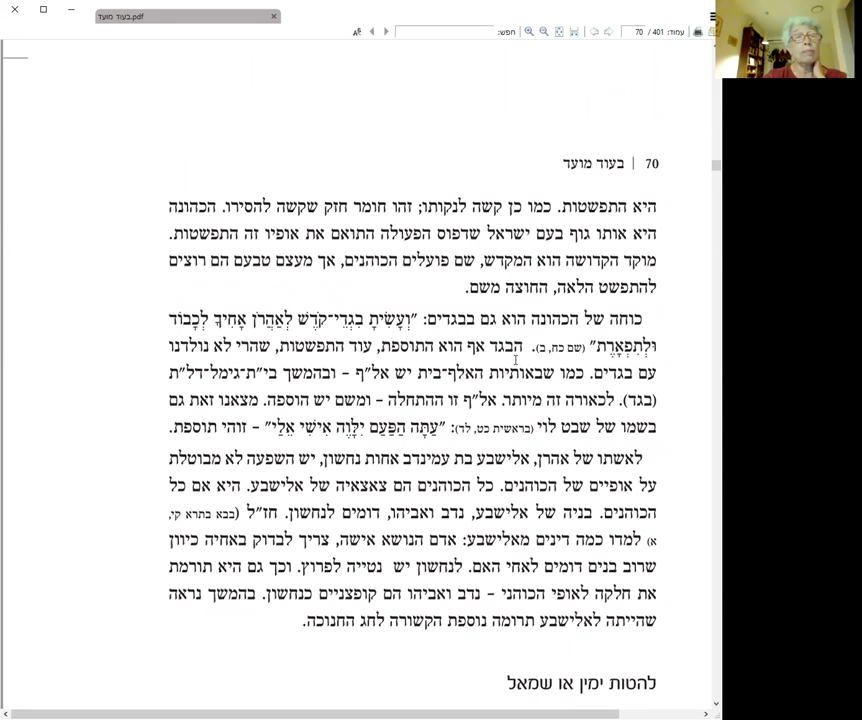 בעוד מועד.pdf
עמוד: 70 / 401
חפש:
70 | בעוד מועד
היא התפשטות. כמו כן קשה לנקותו; זהו חומר חזק שקשה להסירו. הכהונה
היא אותו גוף בעם ישראל שדפוס הפעולה התואם את אופיו זה התפשטות.
מוקד הקדושה הוא המקדש, שם פועלים הכוהנים, אך מעצם טבעם הם רוצים
להתפשט הלאה, החוצה משם.
כוחה של הכהונה הוא גם בבגדים: "וְעָשִׂיתָ בִגְדֵי־קֹדֶשׁ לְאַהֲרֹן אָחִיךָ לְכָבוֹד
וּלְתִפְאָרֶת" (שם כח, ב). הבגד אף הוא התוספת, עוד התפשטות, שהרי לא נולדנו
עם בגדים. כמו שבאותיות האלף־בית יש אל"ף – ובהמשך בי"ת־גימל־דל"ת
(בגד). לכאורה זה מיותר. אל"ף זו ההתחלה – ומשם יש הוספה. מצאנו זאת גם
בשמו של שבט לוי (בראשית כט, לד): "עַתָּה הַפַּעַם יִלָּוֶה אִישִׁי אֵלַי" – זוהי תוספת.
לאשתו של אהרן, אלישבע בת עמינדב אחות נחשון, יש השפעה לא מבוטלת
על אופיים של הכוהנים. כל הכוהנים הם צאצאיה של אלישבע. היא אם כל
הכוהנים. בניה של אלישבע, נדב ואביהו, דומים לנחשון. חז"ל (בבא בתרא קי,
א) למדו כמה דינים מאלישבע: אדם הנושא אישה, צריך לבדוק באחיה כיוון
שרוב בנים דומים לאחי האם. לנחשון יש נטייה לפרוץ. וכך גם היא תורמת
את חלקה לאופי הכוהני – נדב ואביהו הם קופצניים כנחשון. בהמשך נראה
שהייתה לאלישבע תרומה נוספת הקשורה לחג החנוכה.
להטות ימין או שמאל